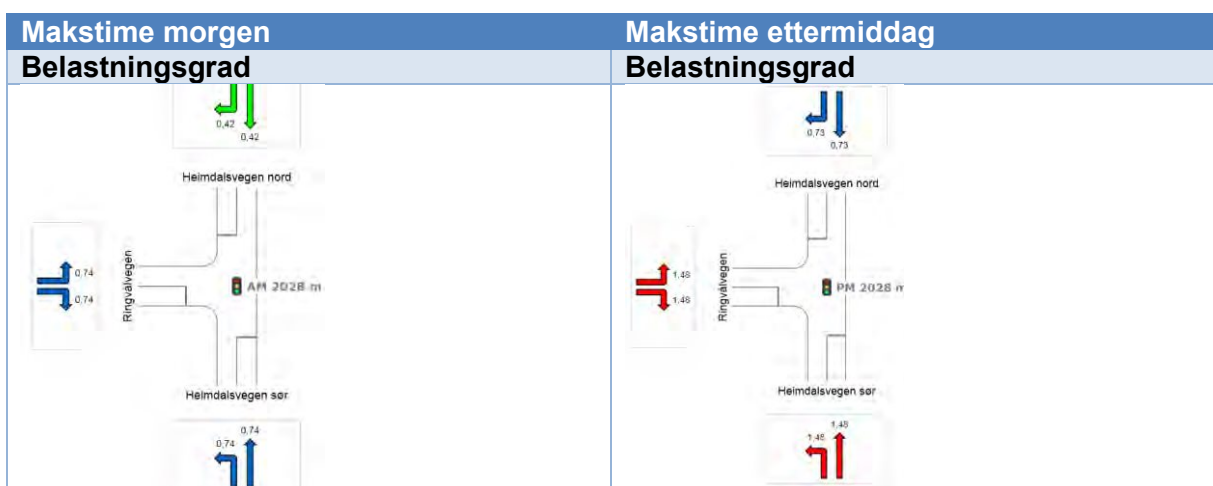 Makstime morgen
Belastningsgrad
0,42
0,42
Heimdalsvegen nord
0,74
0,74
Ringvålvegen
AM 2028 m
Heimdalsvegen sør
0,74
0,74
Makstime ettermiddag
Belastningsgrad
0,73
0,73
Heimdalsvegen nord
1,48
1,48
Ringvålvegen
PM 2028 m
Heimdalsvegen sør
1,48
1,48